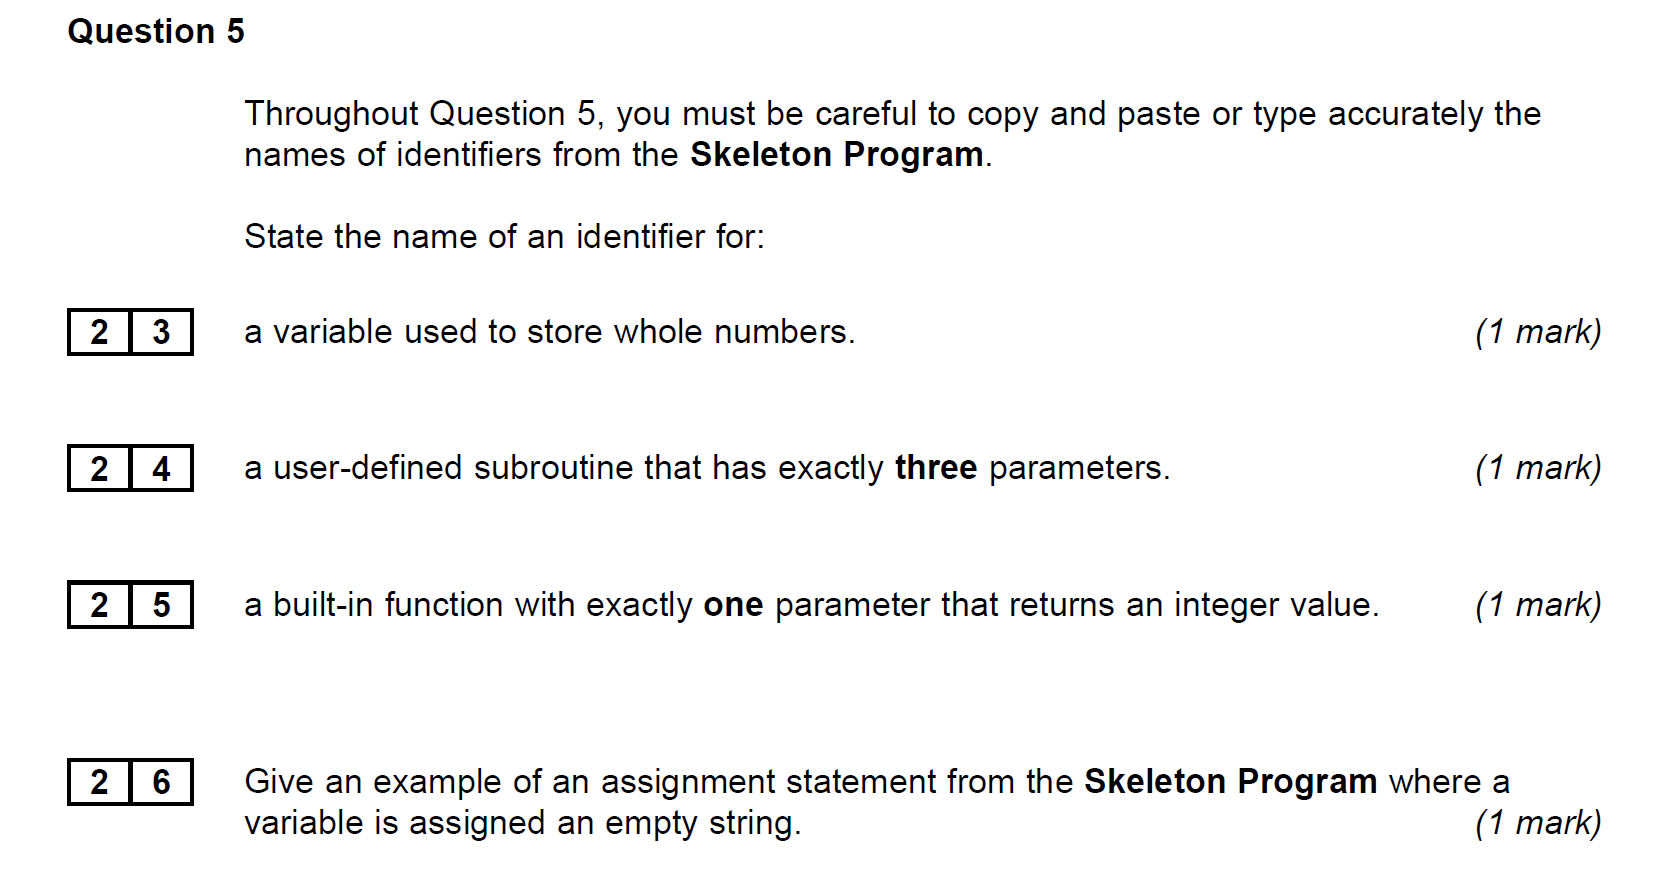 Question 5
Throughout Question 5, you must be careful to copy and paste or type accurately the
names of identifiers from the Skeleton Program.
State the name of an identifier for:
2 3 a variable used to store whole numbers. (1 mark)
2 4 a user-defined subroutine that has exactly three parameters. (1 mark)
2 5 a built-in function with exactly one parameter that returns an integer value. (1 mark)
2 6 Give an example of an assignment statement from the Skeleton Program where a
variable is assigned an empty string. (1 mark)